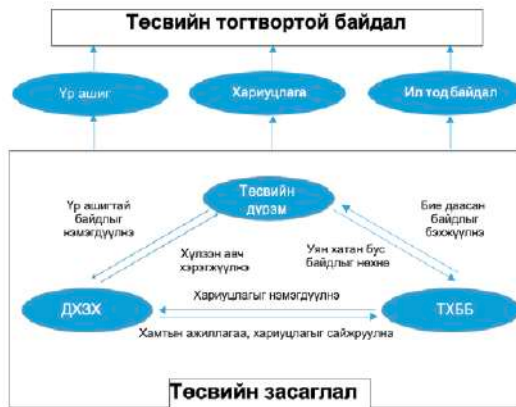 Төсвийн тогтвортой байдал
Үр ашиг
Хариуцлага
Ил тод байдал
Төсвийн
дүрэм
Үр ашигтай
байдлыг
нэмэгдүүлнэ
Бие даасан
байдлыг
бэхжүүлнэ
Хүлээн авч
хэрэгжүүлнэ
Уян хатан бус
байдлыг нөхнө
Хариуцлагыг нэмэгдүүлнэ
ДХЗХ
ТХББ
Хамтын ажиллагаа, хариуцлагыг сайжруулна
Төсвийн засаглал